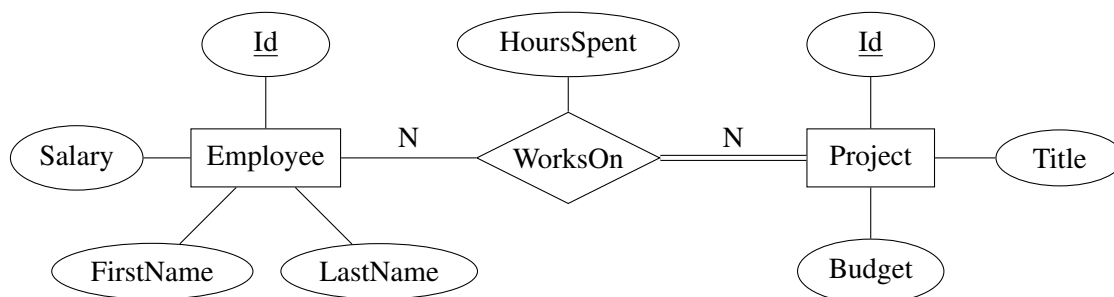 Id
HoursSpent
Id
Salary
Employee
N
WorksOn
N
Project
Title
FirstName
LastName
Budget